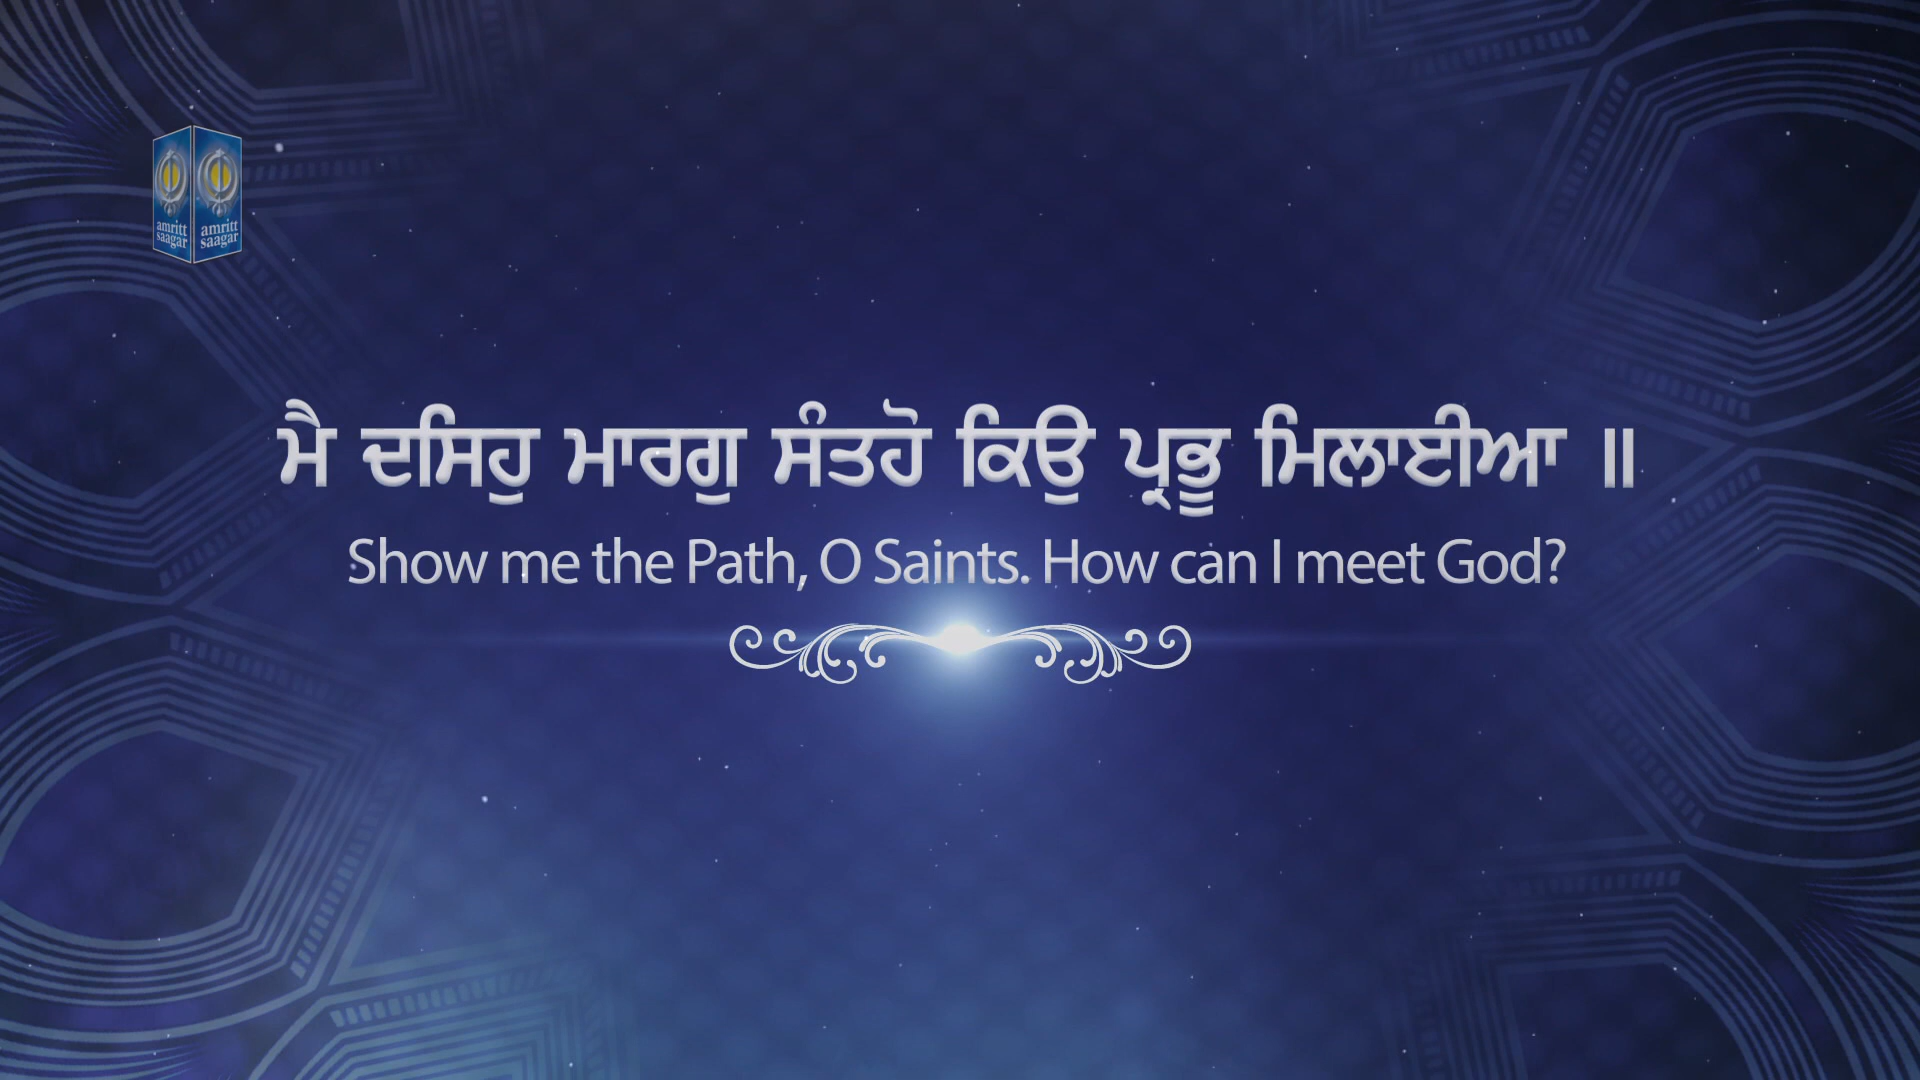 amritt amritt
saagar saagar
ਮੈ ਦਸਿਹੁ ਮਾਰਗੁ ਸੰਤਹੋ ਕਿਉ ਪ੍ਰਭੂ ਮਿਲਾਈਆ ॥
Show me the Path, O Saints. How can I meet God?